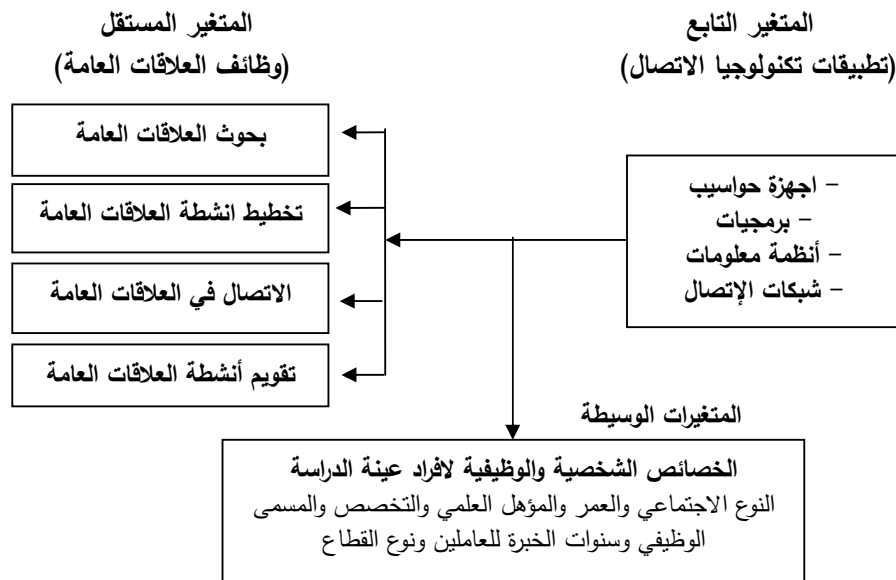 المتغير التابع
(تطبيقات تكنولوجيا الاتصال)
المتغير المستقل
(وظائف العلاقات العامة)
- اجهزة حواسيب
- برمجيات
- أنظمة معلومات
- شبكات الإتصال
بحوث العلاقات العامة
تخطيط انشطة العلاقات العامة
الاتصال في العلاقات العامة
تقويم أنشطة العلاقات العامة
المتغيرات الوسيطة
الخصائص الشخصية والوظيفية لافراد عينة الدراسة
النوع الاجتماعي والعمر والمؤهل العلمي والتخصص والمسمى
الوظيفي وسنوات الخبرة للعاملين ونوع القطاع